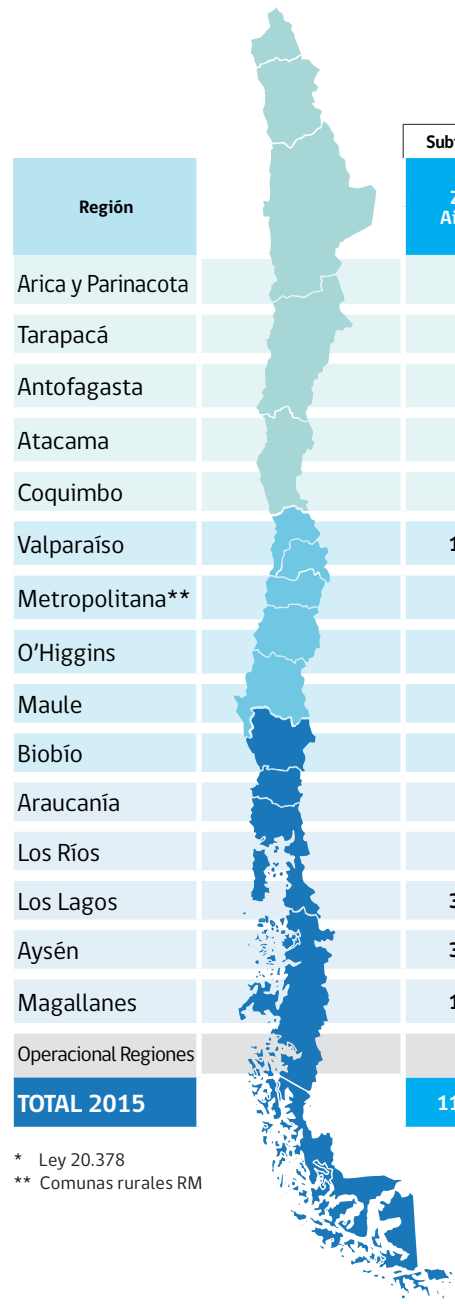 Región
Arica y Parinacota
Tarapacá
Antofagasta
Atacama
Coquimbo
Valparaíso
Metropolitana**
O'Higgins
Maule
Biobío
Araucanía
Los Ríos
Los Lagos
Aysén
Magallanes
Operacional Regiones
TOTAL 2015
* Ley 20.378
** Comunas rurales RM